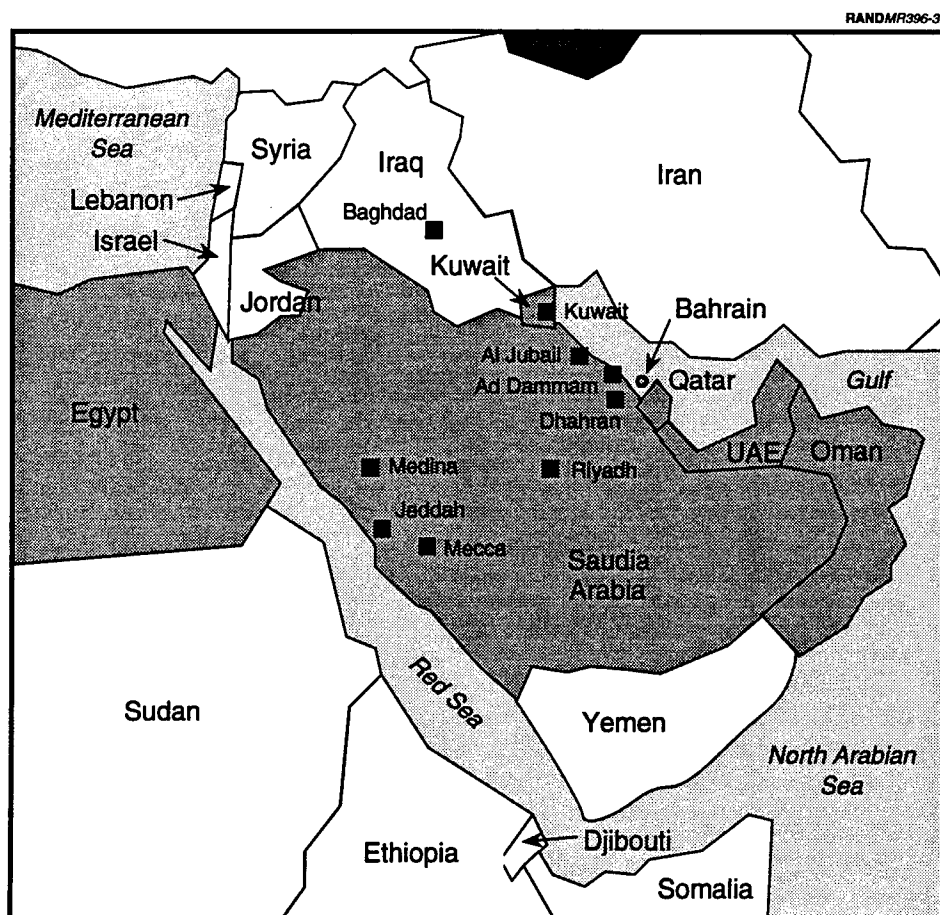 RANDMR396-3
Mediterranean
Sea
Syria
Iraq
Iran
Lebanon
Baghdad
Israel
Kuwait
Jordan
Kuwait
Bahrain
Al Jubail
Ad Dammam
Qatar
Gulf
Dhahran
Egypt
UAE
Oman
Medina
Riyadh
Jeddah
Mecca
Saudia
Arabia
Red Sea
Sudan
Yemen
North Arabian
Sea
Djibouti
Ethiopia
Somalia